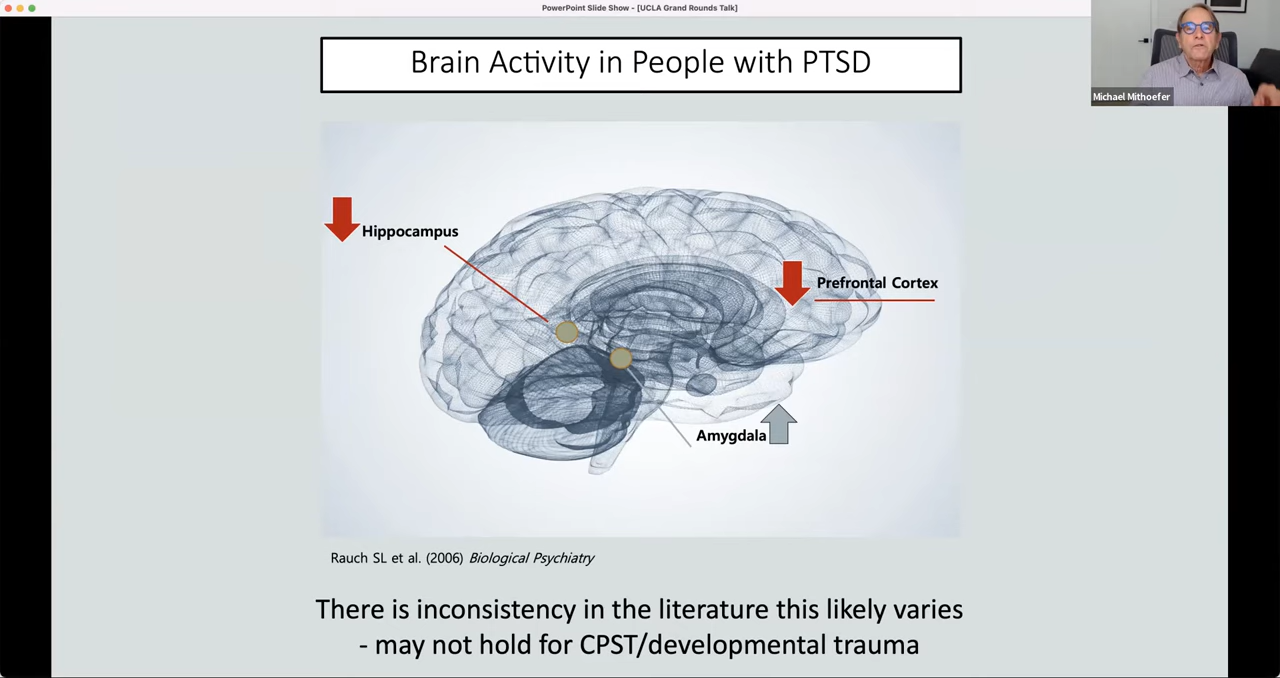 PowerPoint Slide Show - [UCLA Grand Rounds Talk]
Brain Activity in People with PTSD
Michael Mithoefer
Hippocampus
Prefrontal Cortex
Amygdala
Rauch SL et al. (2006) Biological Psychiatry
There is inconsistency in the literature this likely varies
- may not hold for CPST/developmental trauma